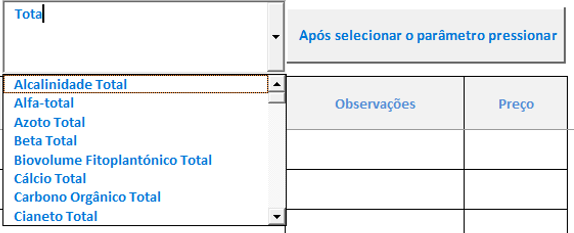 Tota
Após selecionar o parâmetro pressionar
Alcalinidade Total
Alfa-total
Azoto Total
Beta Total
Biovolume Fitoplantónico Total
Cálcio Total
Carbono Orgânico Total
Cianeto Total
Observações
Preço